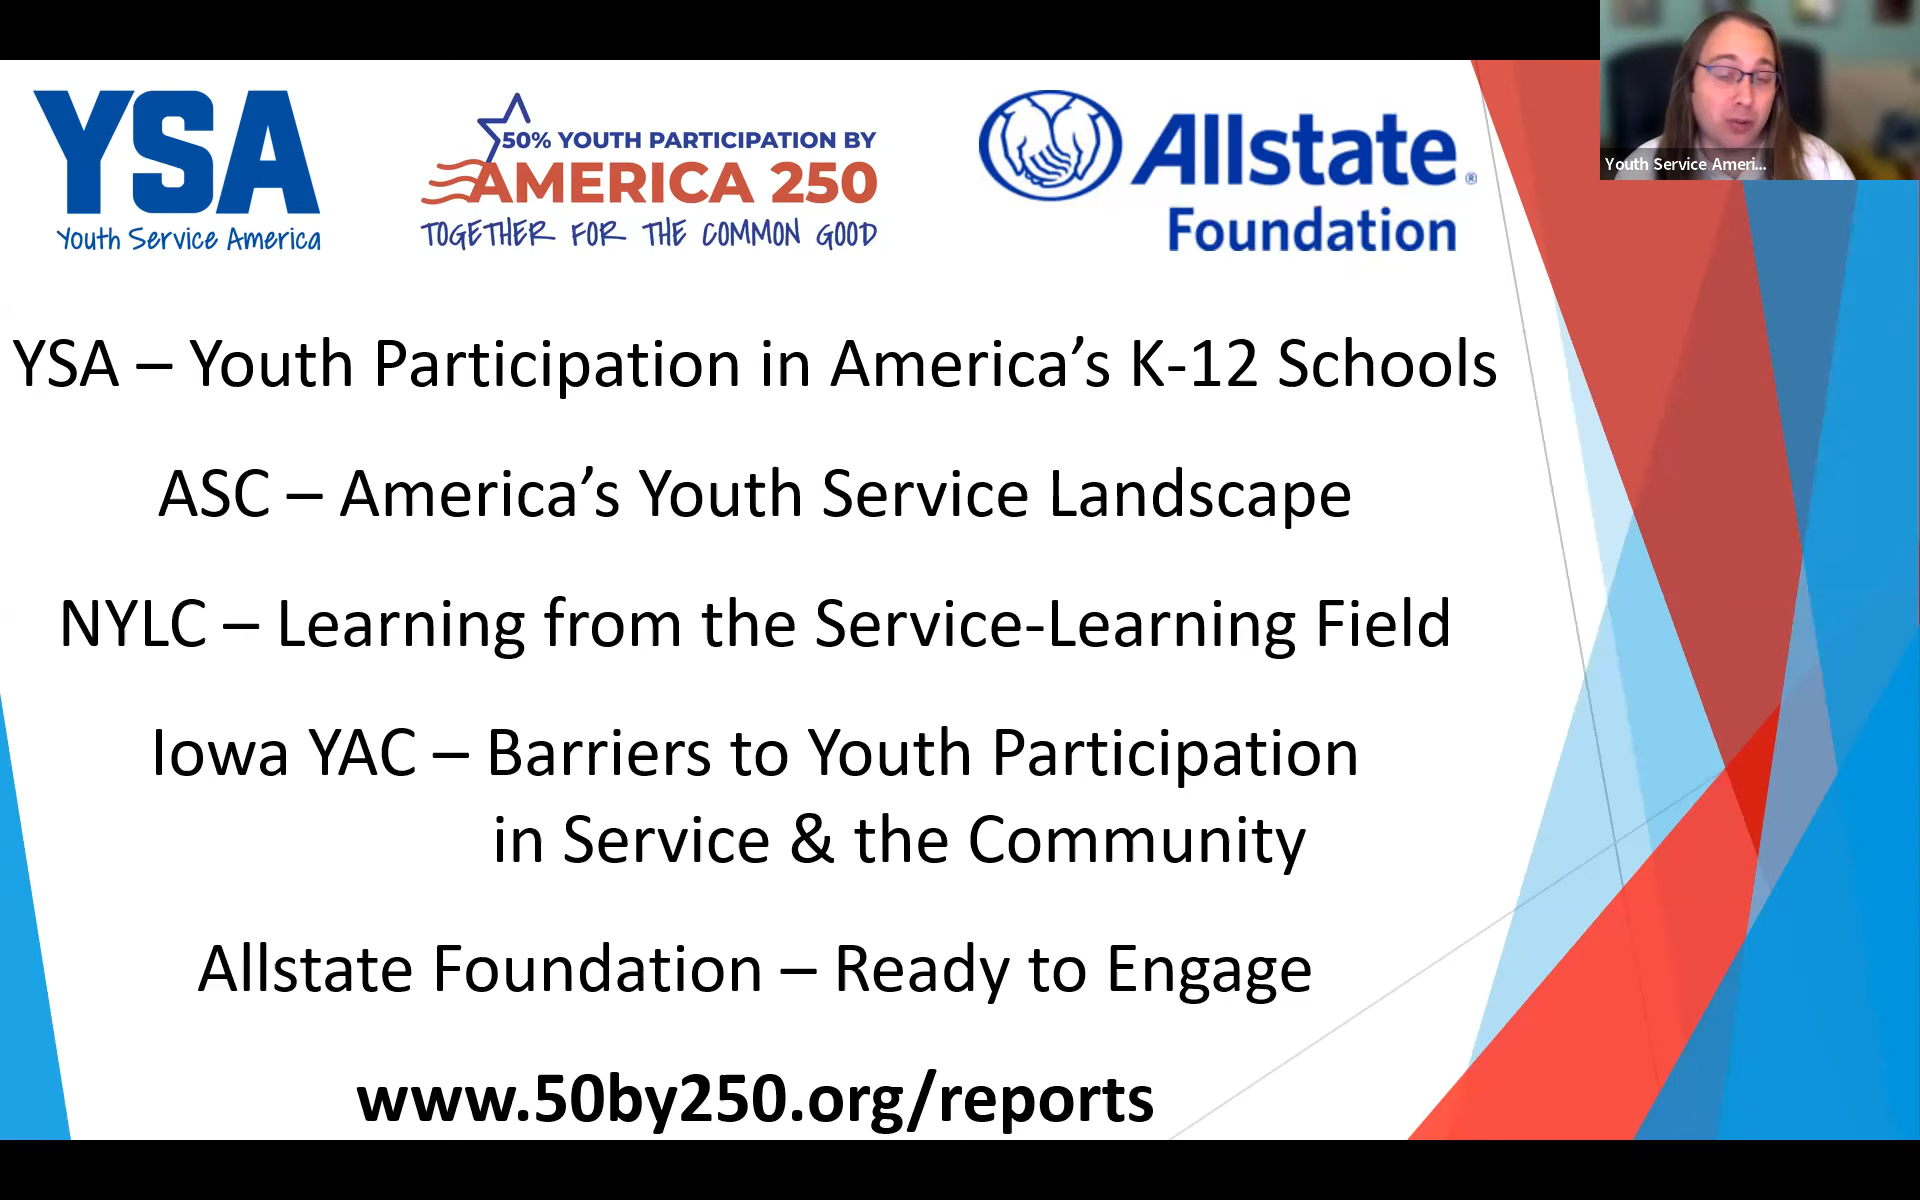 YSA
Youth Service America
50% YOUTH PARTICIPATION BY
AMERICA 250
TOGETHER FOR THE COMMON GOOD
Allstate®
Foundation
Youth Service Ameri...
YSA – Youth Participation in America’s K-12 Schools
ASC – America’s Youth Service Landscape
NYLC – Learning from the Service-Learning Field
Iowa YAC – Barriers to Youth Participation
in Service & the Community
Allstate Foundation – Ready to Engage
www.50by250.org/reports